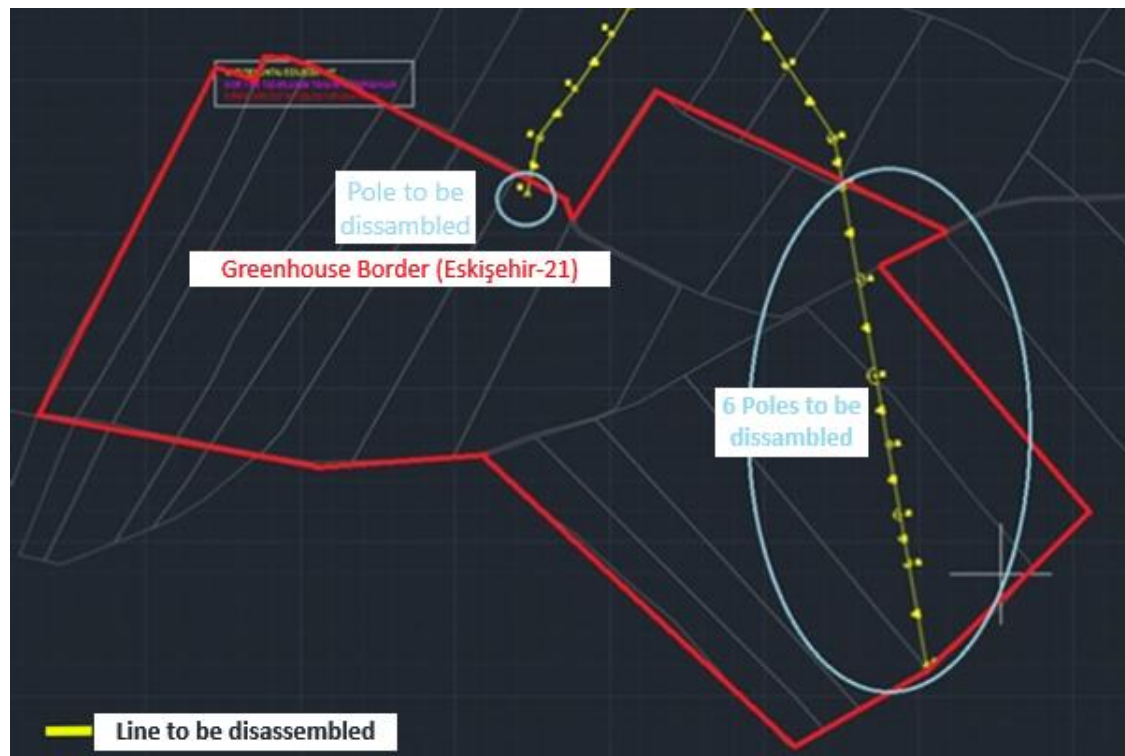 Pole to be
dissambled
Greenhouse Border (Eskişehir-21)
6 Poles to be
dissambled
Line to be disassembled